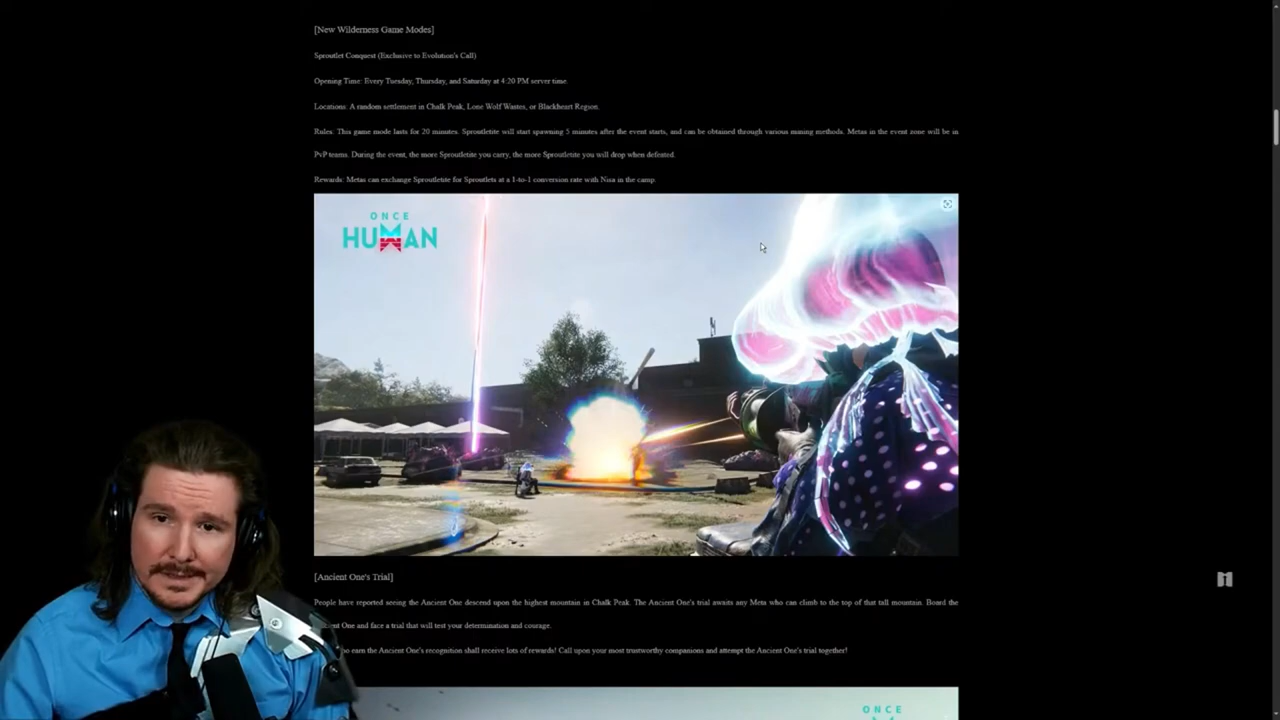 [New Wilderness Game Modes]
Sproutlet Conquest (Exclusive to Evolution's Call)
Opening Time: Every Tuesday, Thursday, and Saturday at 4:20 PM server time.
Locations: A random settlement in Chalk Peak, Lone Wolf Wastes, or Blackheart Region.
Rules: This game mode lasts for 20 minutes. Sproutletite will start spawning 5 minutes after the event starts, and can be obtained through various mining methods. Metas in the event zone will be in
PvP teams. During the event, the more Sproutletite you carry, the more Sproutletite you will drop when defeated.
Rewards: Metas can exchange Sproutletite for Sproutlets at a 1-to-1 conversion rate with Nisa in the camp.
ONCE
HUMAN
[Ancient One's Trial]
People have reported seeing the Ancient One descend upon the highest mountain in Chalk Peak. The Ancient One's trial awaits any Meta who can climb to the top of that tall mountain. Board the
One and face a trial that will test your determination and courage.
earn the Ancient One's recognition shall receive lots of rewards! Call upon your most trustworthy companions and attempt the Ancient One's trial together!
ONCE